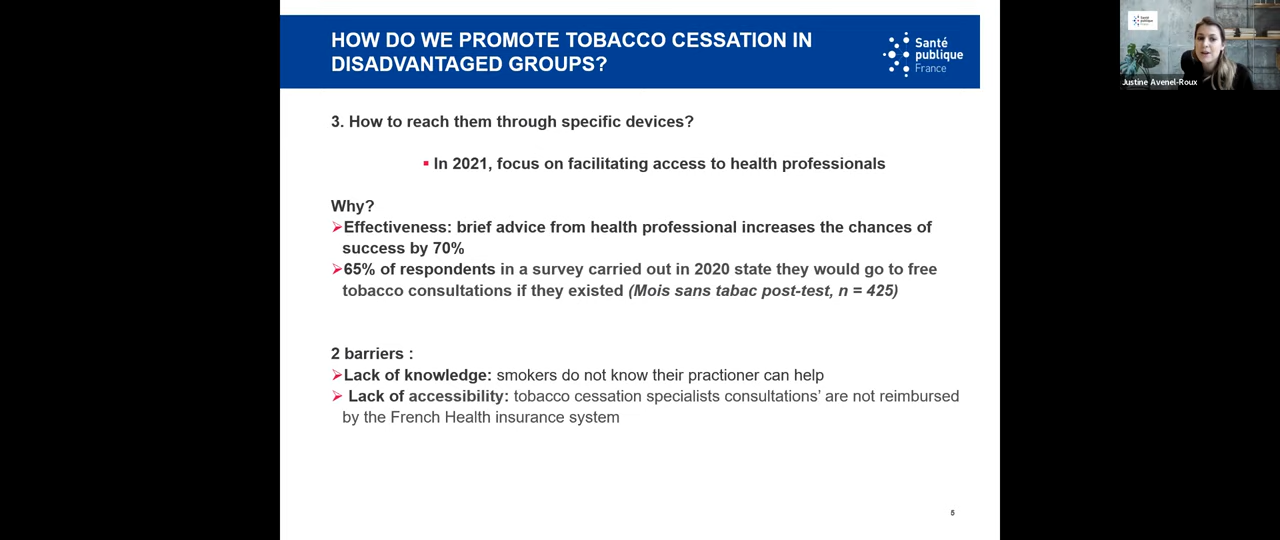 HOW DO WE PROMOTE TOBACCO CESSATION IN
DISADVANTAGED GROUPS?
Santé
publique
France
Justine Avenel-Roux
3. How to reach them through specific devices?
▪ In 2021, focus on facilitating access to health professionals
Why?
➢Effectiveness: brief advice from health professional increases the chances of
success by 70%
➢65% of respondents in a survey carried out in 2020 state they would go to free
tobacco consultations if they existed (Mois sans tabac post-test, n = 425)
2 barriers :
➢Lack of knowledge: smokers do not know their practioner can help
➢ Lack of accessibility: tobacco cessation specialists consultations’ are not reimbursed
by the French Health insurance system
5